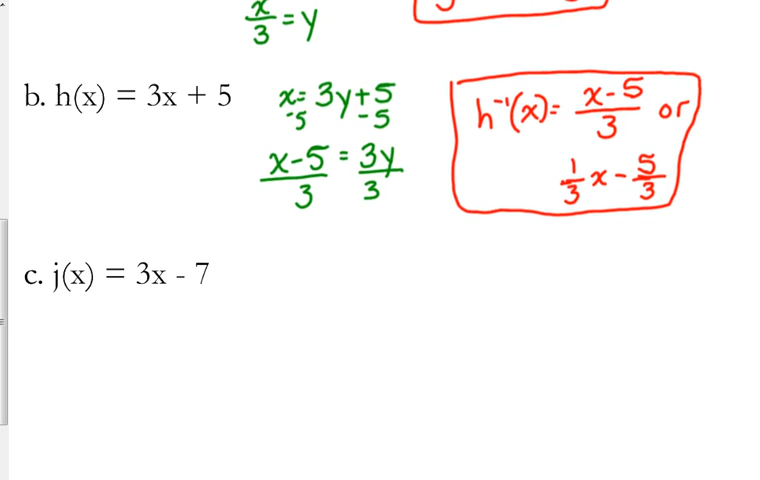 x/3 = y
b. h(x) = 3x + 5
x = 3y + 5
-5 -5
x - 5 = 3y
3 3
h⁻¹(x) = x - 5 / 3 or
1/3 x - 5/3
c. j(x) = 3x - 7